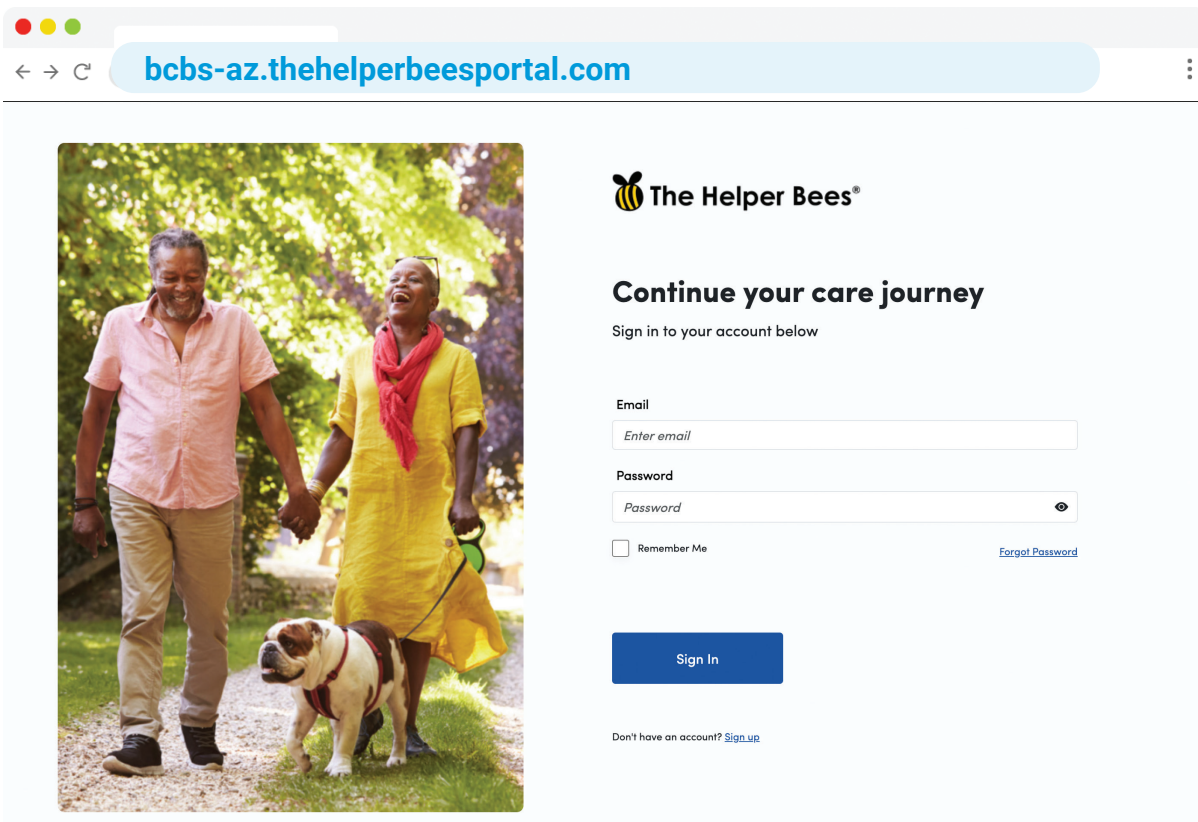 bcbs-az.thehelperbeesportal.com
The Helper Bees®
Continue your care journey
Sign in to your account below
Email
Enter email
Password
Password
Remember Me
Forgot Password
Sign In
Don't have an account? Sign up